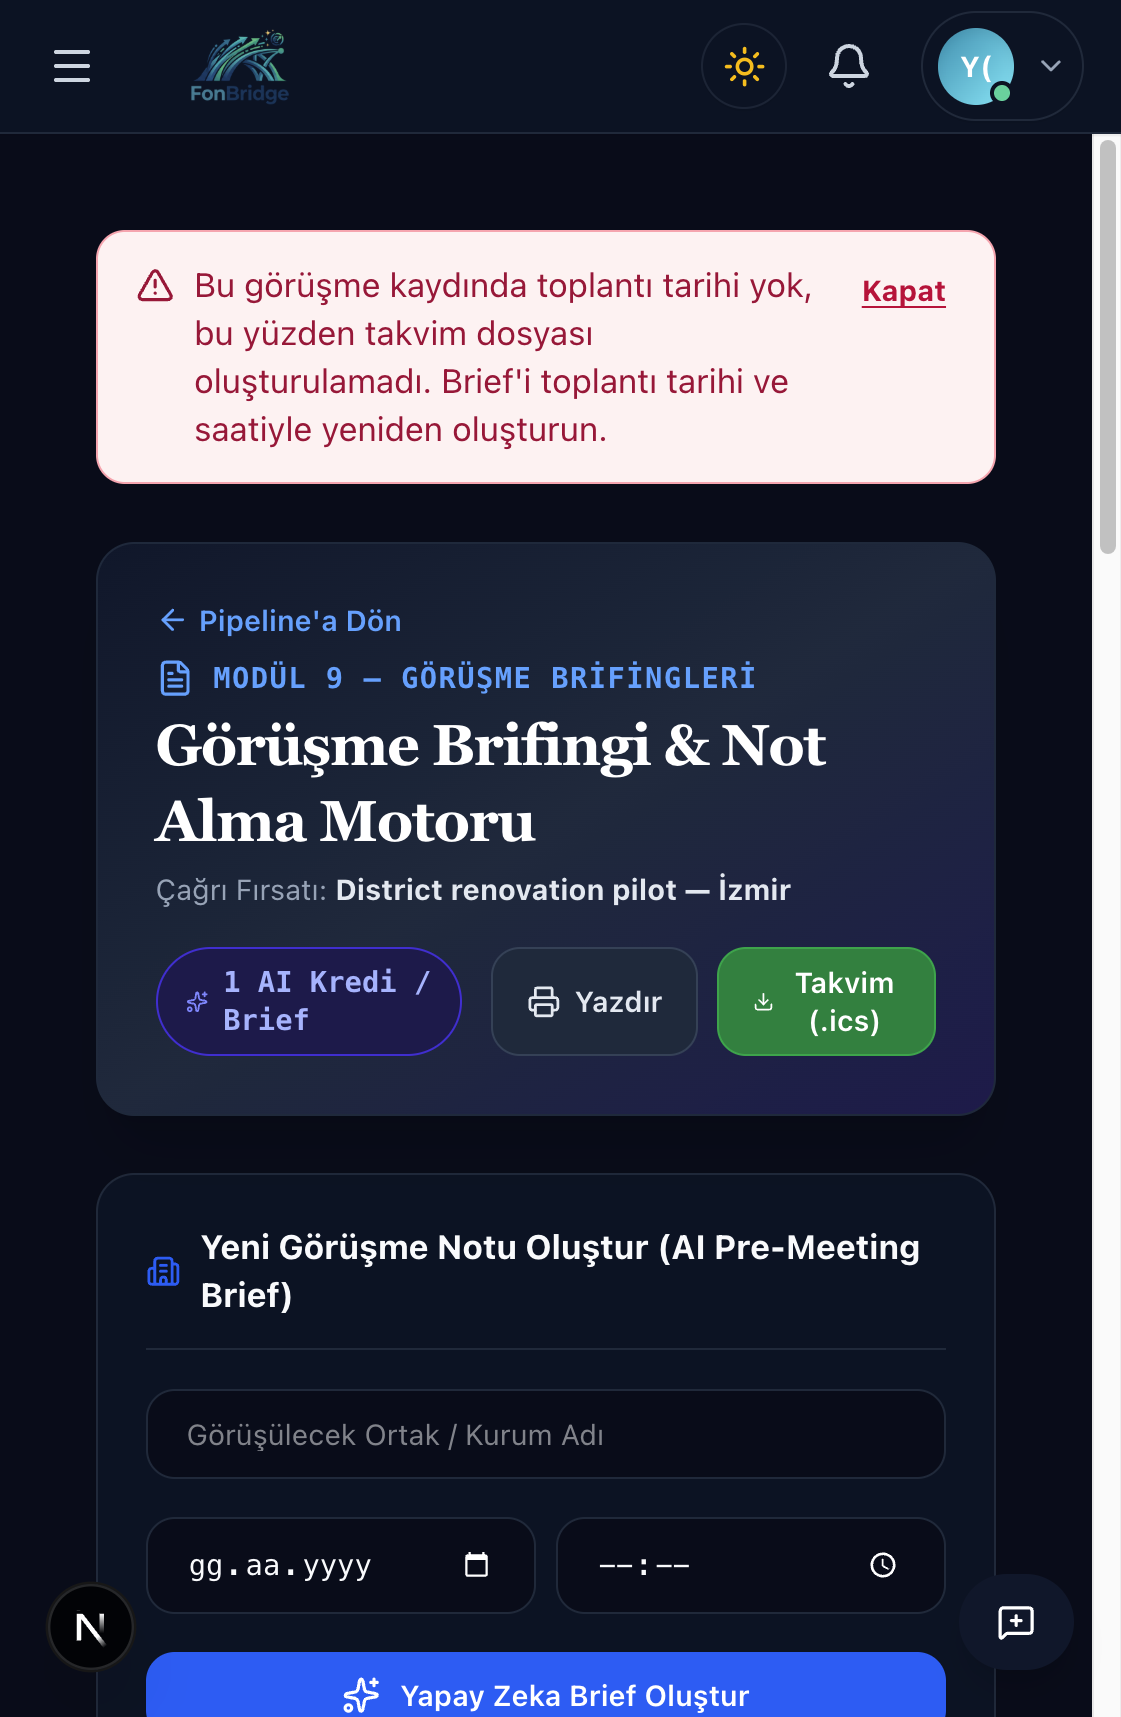 FonBridge
Y(
Bu görüşme kaydında toplantı tarihi yok,
bu yüzden takvim dosyası
oluşturulamadı. Brief'i toplantı tarihi ve
saatiyle yeniden oluşturun.
Kapat
Pipeline'a Dön
MODÜL 9 — GÖRÜŞME BRİFİNGLERİ
Görüşme Brifingi & Not
Alma Motoru
Çağrı Fırsatı: District renovation pilot — İzmir
1 AI Kredi /
Brief
Yazdır
Takvim
(.ics)
Yeni Görüşme Notu Oluştur (AI Pre-Meeting
Brief)
Görüşülecek Ortak / Kurum Adı
gg.aa.yyyy
--:--
N
Yapay Zeka Brief Oluştur